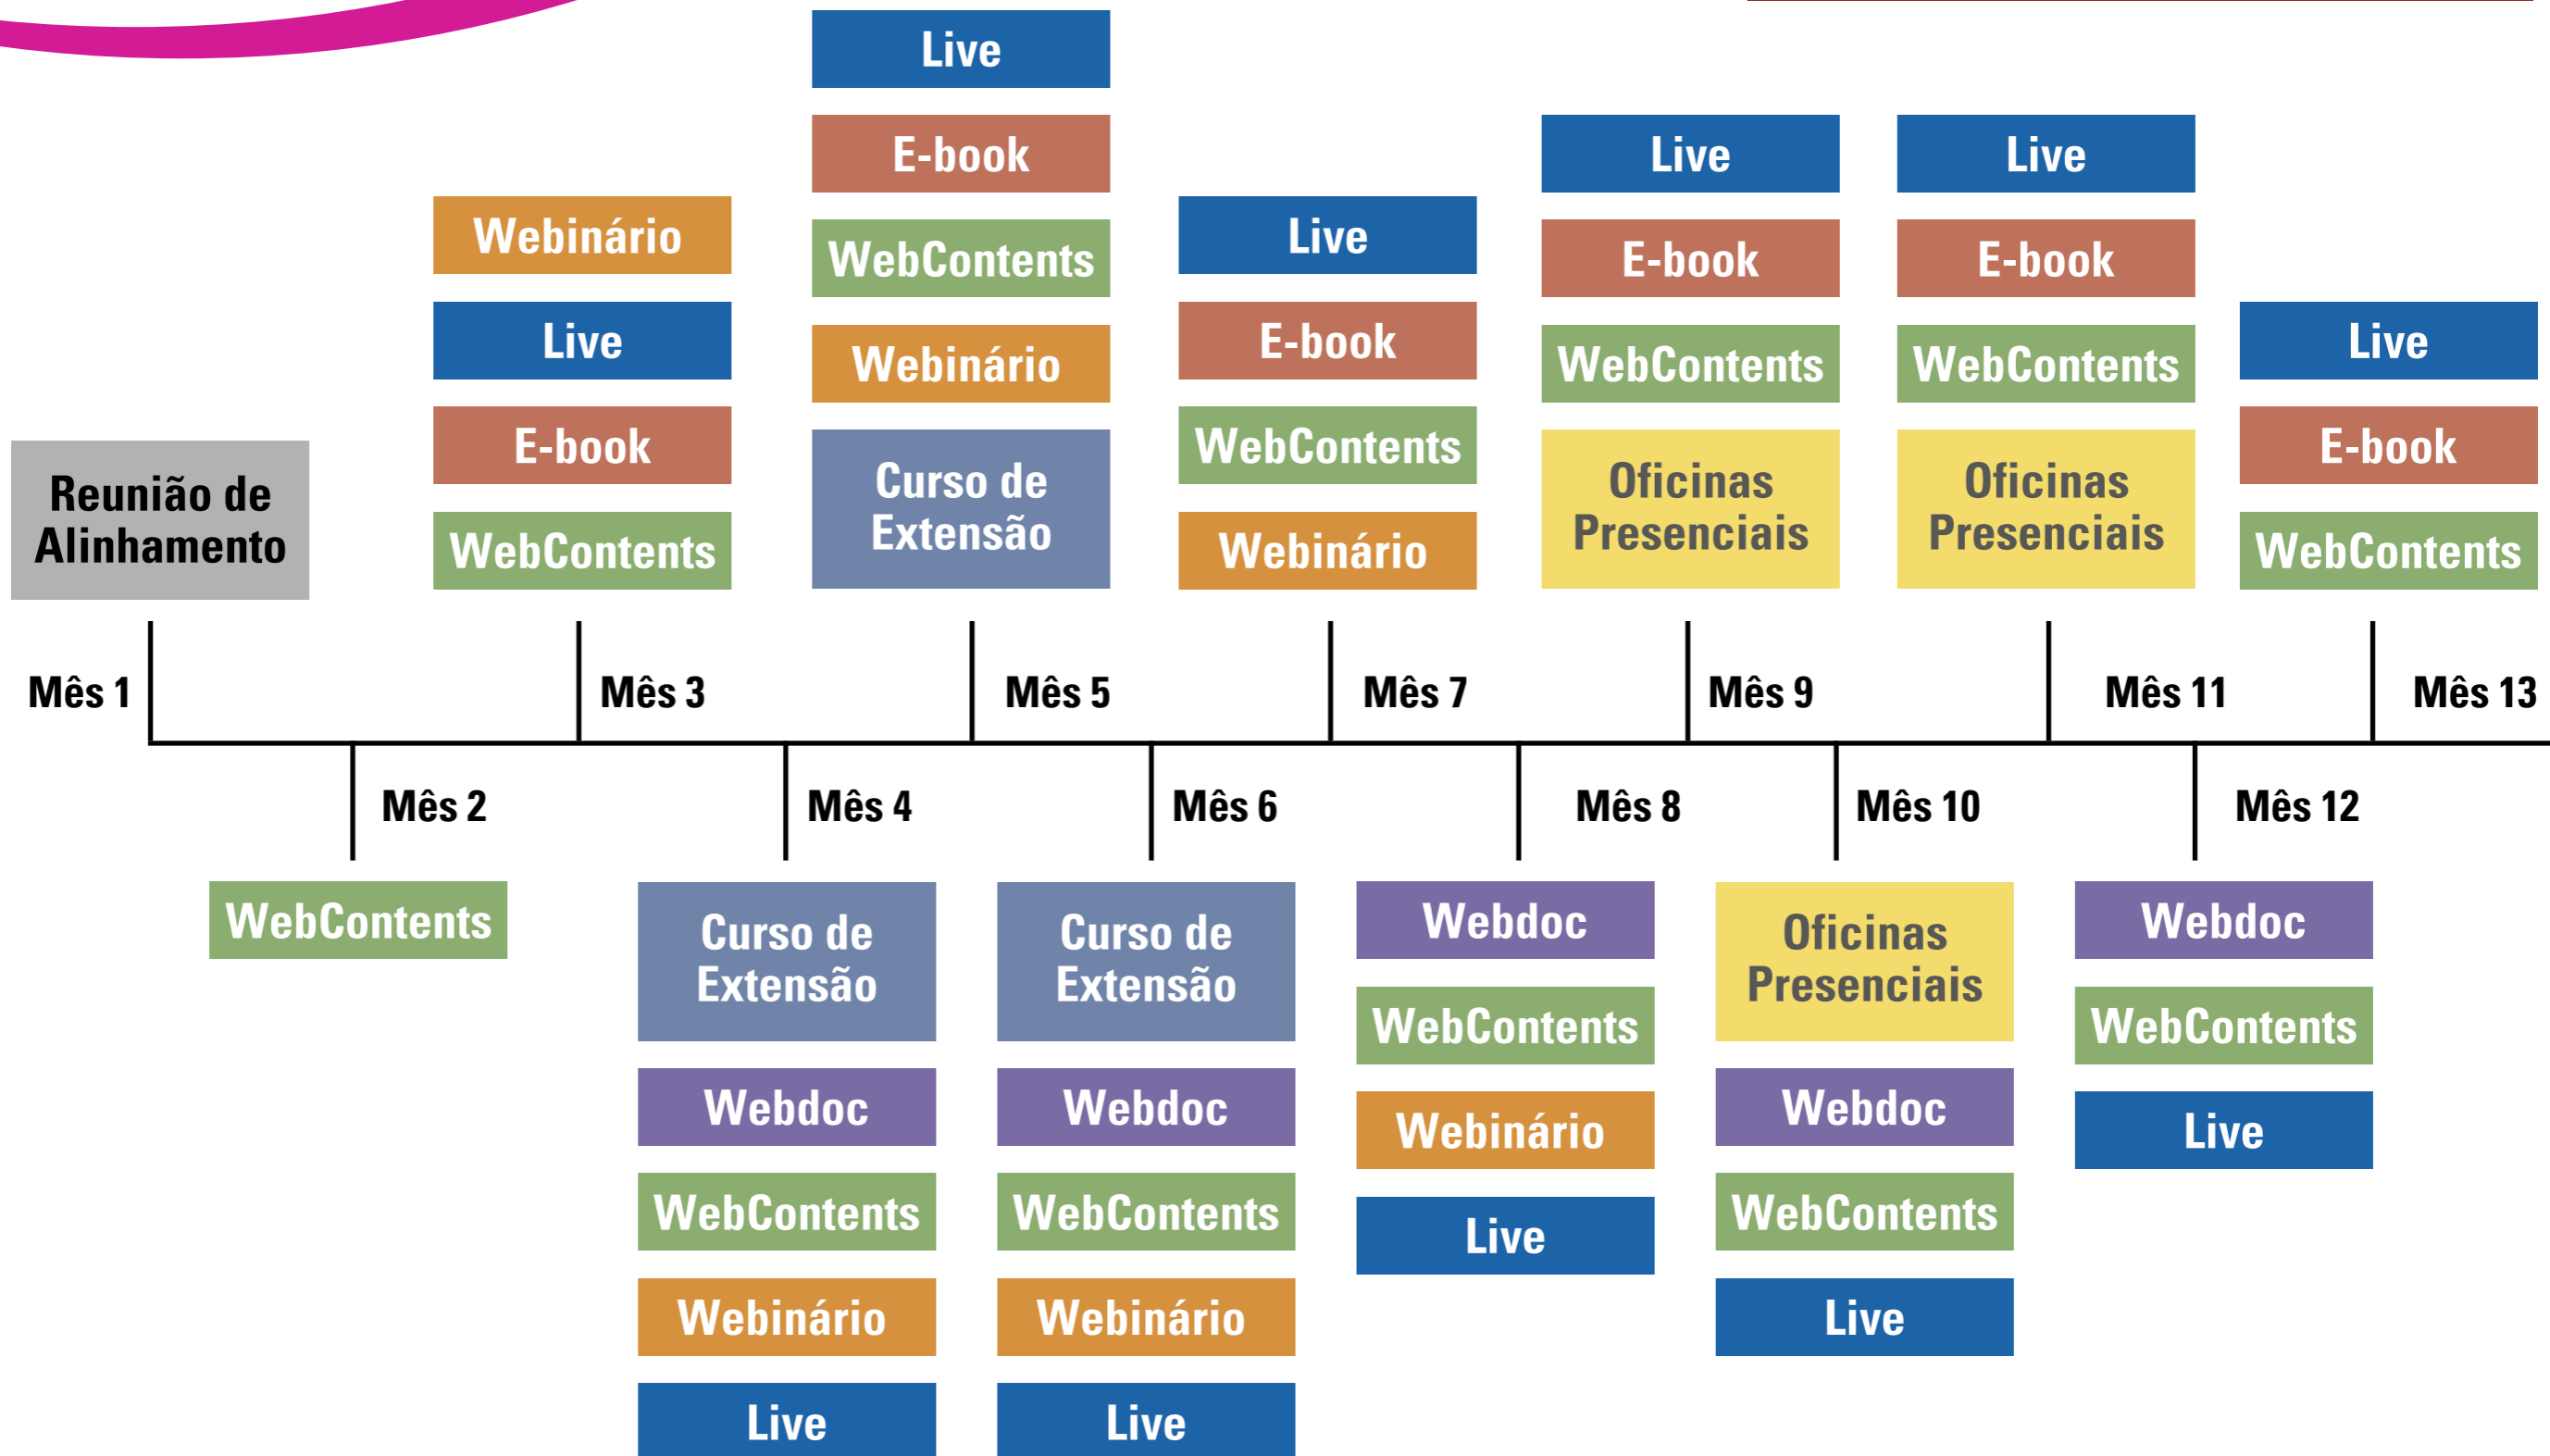 Reunião de
Alinhamento
Mês 1
Mês 2
WebContents
Webinário
Live
E-book
WebContents
Mês 3
Mês 4
Curso de
Extensão
Webdoc
WebContents
Webinário
Live
Live
E-book
WebContents
Webinário
Curso de
Extensão
Mês 5
Mês 6
Curso de
Extensão
Webdoc
WebContents
Webinário
Live
Live
E-book
WebContents
Webinário
Mês 7
Mês 8
Webdoc
WebContents
Webinário
Live
Live
E-book
WebContents
Oficinas
Presenciais
Mês 9
Mês 10
Oficinas
Presenciais
Webdoc
WebContents
Live
Live
E-book
WebContents
Oficinas
Presenciais
Mês 11
Mês 12
Webdoc
WebContents
Live
Live
E-book
WebContents
Mês 13